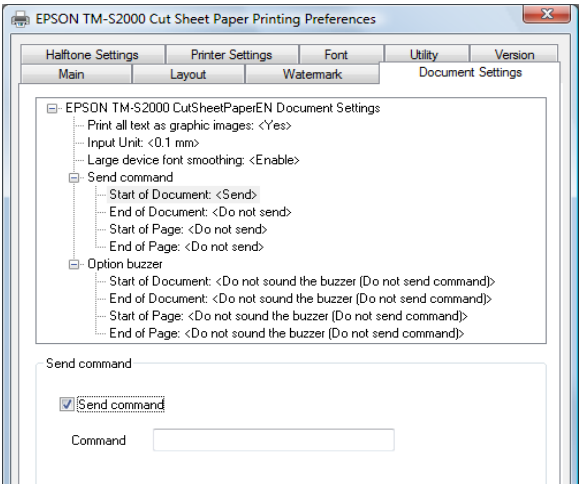 EPSON TM-S2000 Cut Sheet Paper Printing Preferences
Halftone Settings Printer Settings Font Utility Version
Main Layout Watermark Document Settings
EPSON TM-S2000 CutSheetPaperEN Document Settings
Print all text as graphic images: <Yes>
Input Unit: <0.1 mm>
Large device font smoothing: <Enable>
Send command
Start of Document: <Send>
End of Document: <Do not send>
Start of Page: <Do not send>
End of Page: <Do not send>
Option buzzer
Start of Document: <Do not sound the buzzer (Do not send command)>
End of Document: <Do not sound the buzzer (Do not send command)>
Start of Page: <Do not sound the buzzer (Do not send command)>
End of Page: <Do not sound the buzzer (Do not send command)>
Send command
Send command
Command